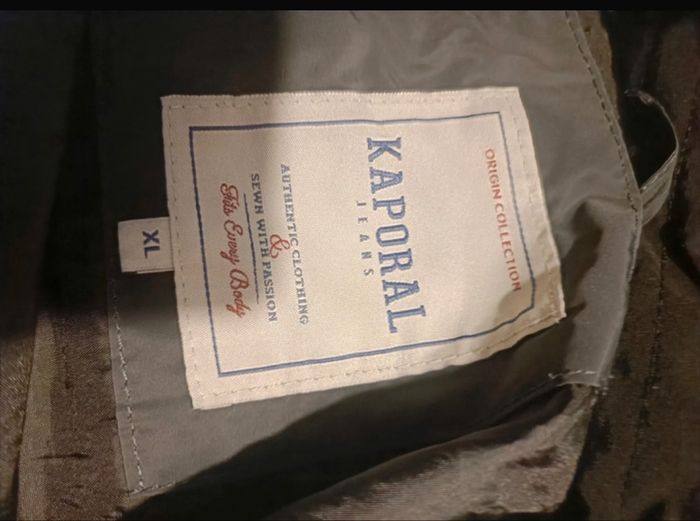 ORIGIN COLLECTION
KAPORAL
JEANS
AUTHENTIC CLOTHING
&
SEWN WITH PASSION
Fits Every Body
XL